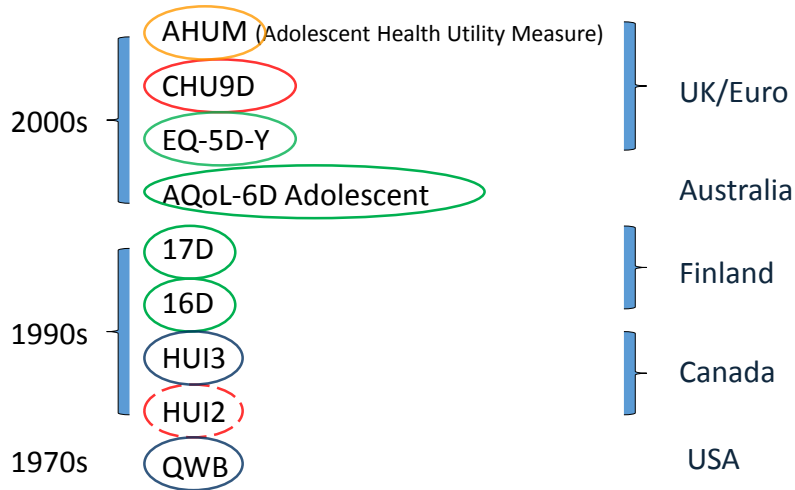 AHUM (Adolescent Health Utility Measure)
CHU9D
UK/Euro
2000s
EQ-5D-Y
AQoL-6D Adolescent
Australia
17D
Finland
16D
1990s
HUI3
Canada
HUI2
1970s
QWB
USA